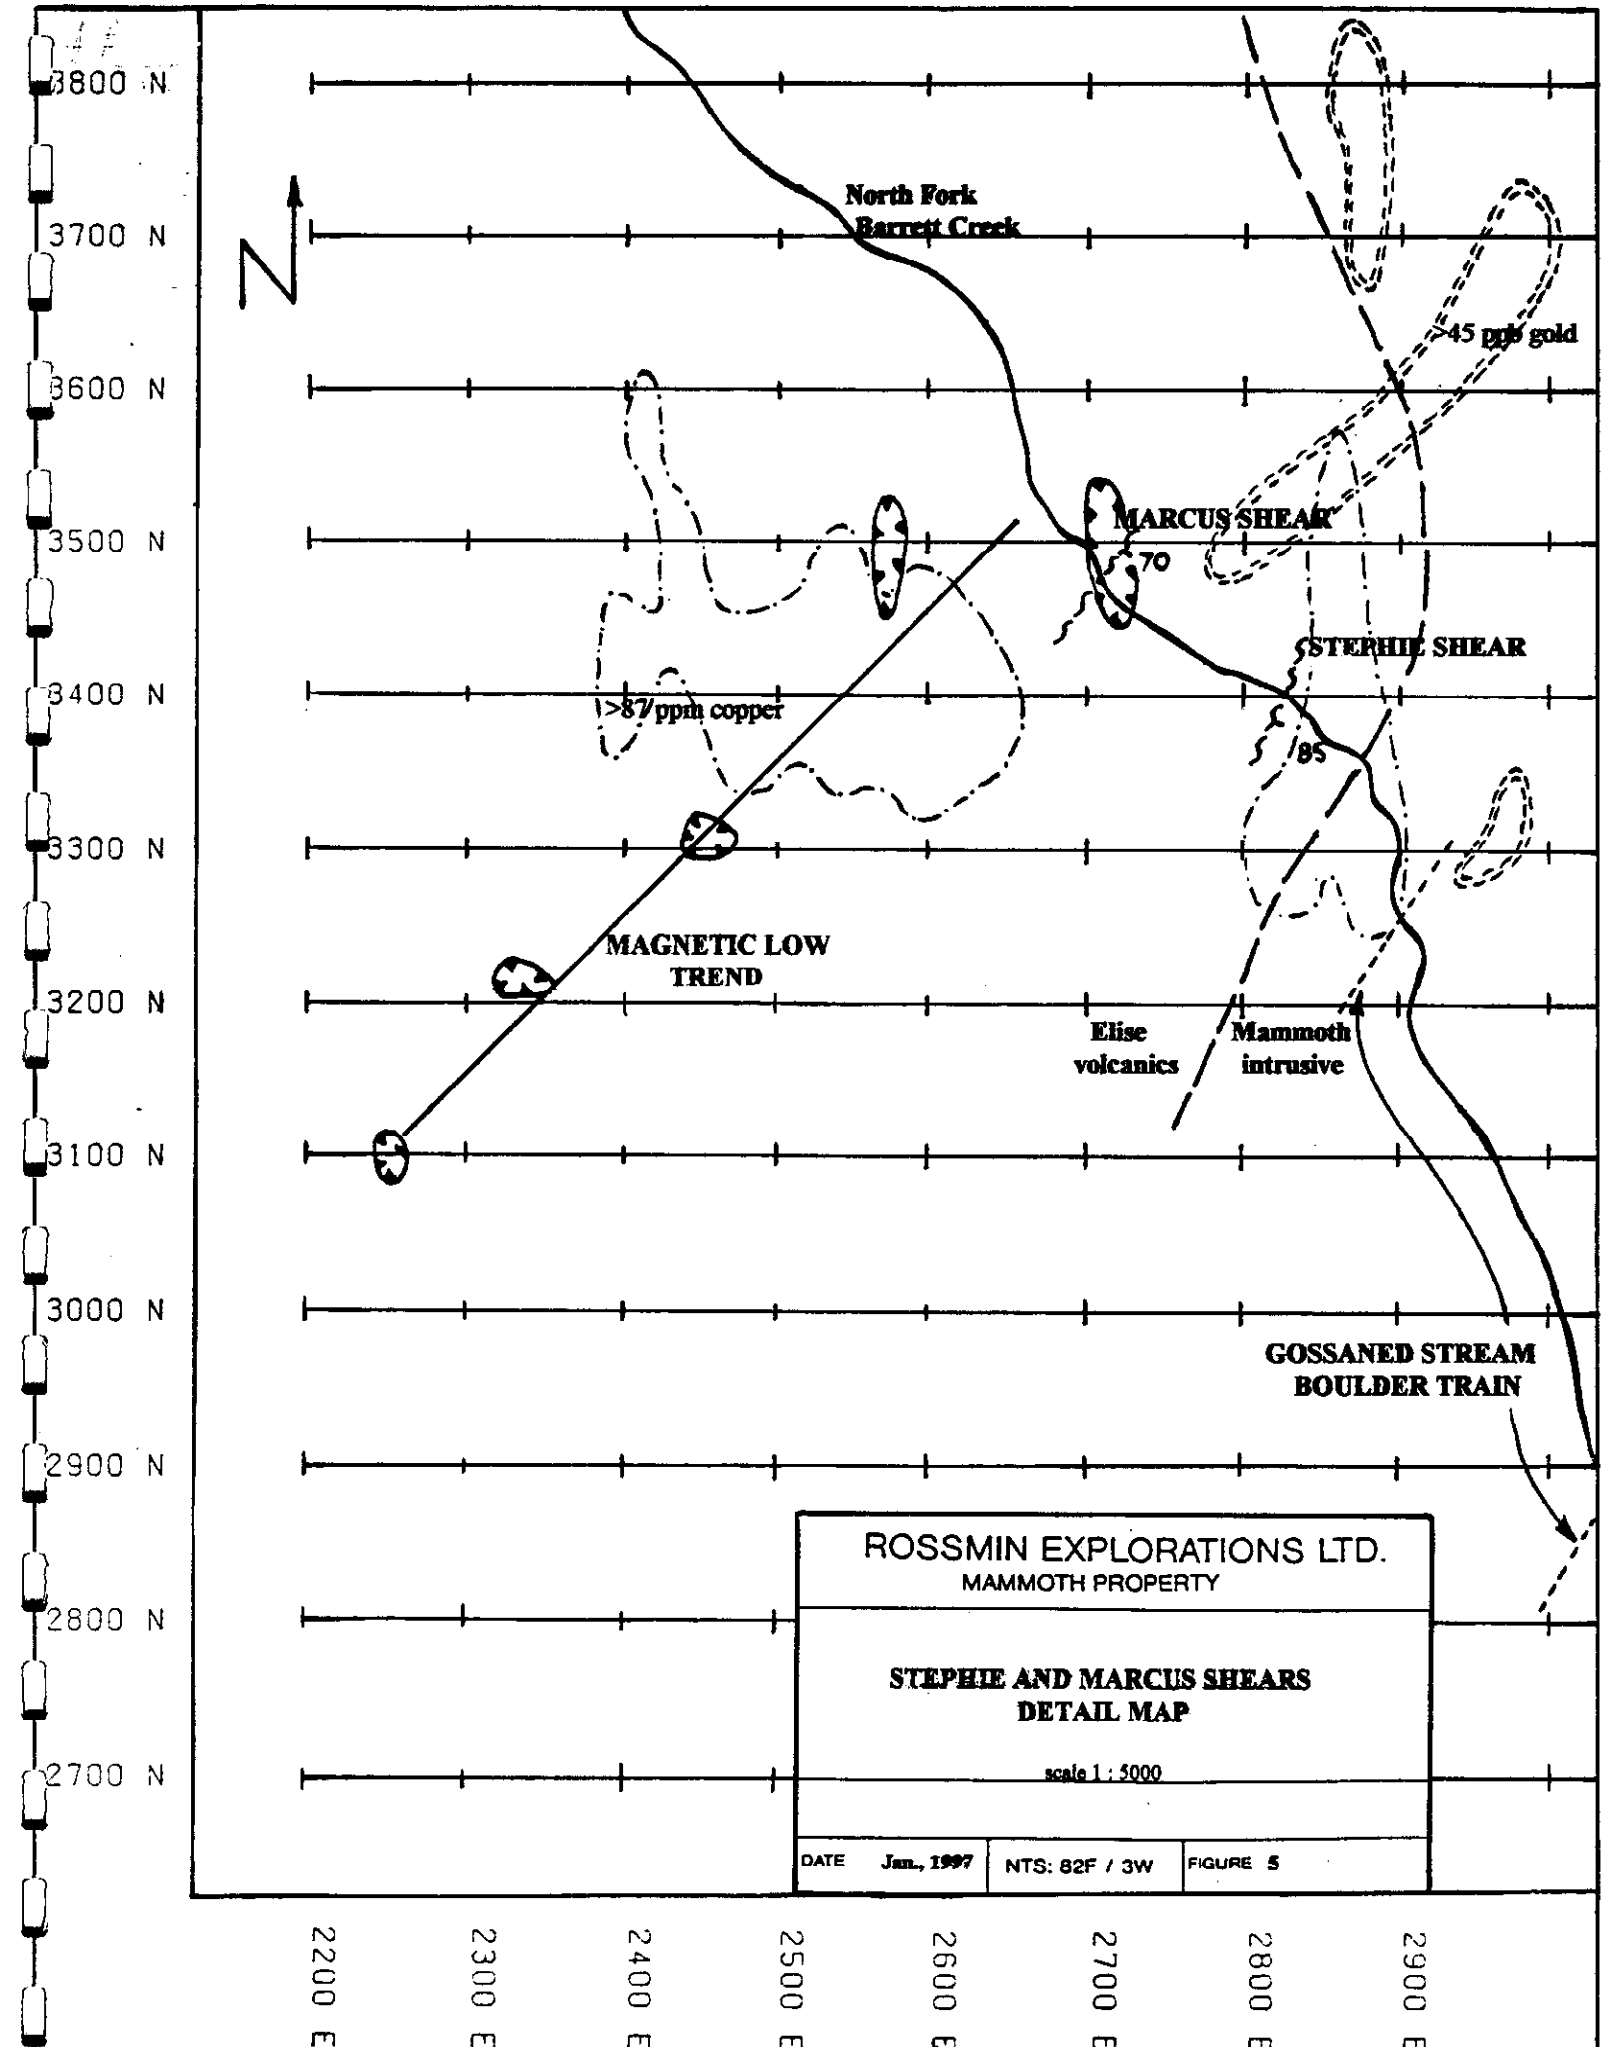 3800 N
North Fork
Barrett Creek
3700 N
N
>45 ppb gold
3600 N
MARCUS SHEAR
3500 N
70
STEPHIE SHEAR
3400 N
>87 ppm copper
85
3300 N
MAGNETIC LOW
TREND
3200 N
Elise
volcanics
Mammoth
intrusive
3100 N
3000 N
GOSSANED STREAM
BOULDER TRAIN
2900 N
2800 N
2700 N
ROSSMIN EXPLORATIONS LTD.
MAMMOTH PROPERTY
STEPHIE AND MARCUS SHEARS
DETAIL MAP
scale 1 : 5000
DATE Jan., 1997
NTS: 82F / 3W
FIGURE 5
2200 E
2300 E
2400 E
2500 E
2600 E
2700 E
2800 E
2900 E